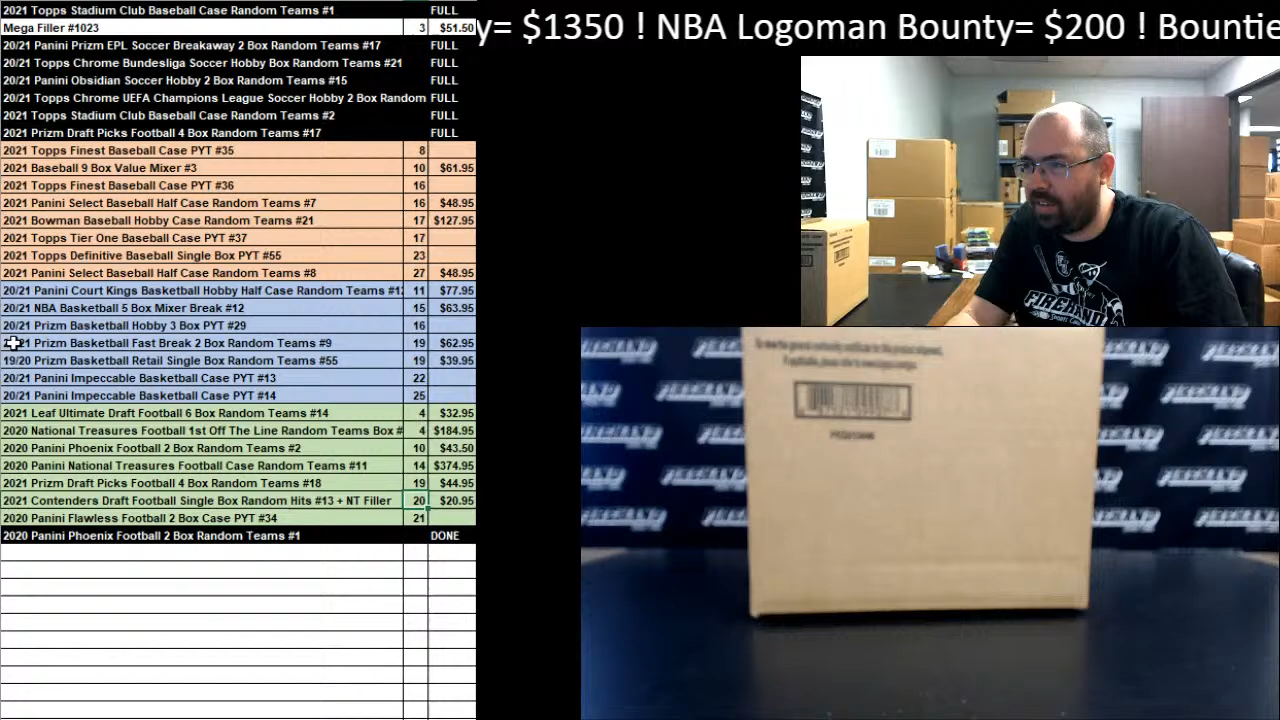 2021 Topps Stadium Club Baseball Case Random Teams #1 FULL
Mega Filler #1023 3 $51.50
20/21 Panini Prizm EPL Soccer Breakaway 2 Box Random Teams #17 FULL
20/21 Topps Chrome Bundesliga Soccer Hobby Box Random Teams #21 FULL
20/21 Panini Obsidian Soccer Hobby 2 Box Random Teams #15 FULL
20/21 Topps Chrome UEFA Champions League Soccer Hobby 2 Box Random FULL
2021 Topps Stadium Club Baseball Case Random Teams #2 FULL
2021 Prizm Draft Picks Football 4 Box Random Teams #17 FULL
2021 Topps Finest Baseball Case PYT #35 8
2021 Baseball 9 Box Value Mixer #3 10 $61.95
2021 Topps Finest Baseball Case PYT #36 16
2021 Panini Select Baseball Half Case Random Teams #7 16 $48.95
2021 Bowman Baseball Hobby Case Random Teams #21 17 $127.95
2021 Topps Tier One Baseball Case PYT #37 17
2021 Topps Definitive Baseball Single Box PYT #55 23
2021 Panini Select Baseball Half Case Random Teams #8 27 $48.95
20/21 Panini Court Kings Basketball Hobby Half Case Random Teams 11 $77.95
20/21 NBA Basketball 5 Box Mixer Break #12 15 $63.95
20/21 Prizm Basketball Hobby 3 Box PYT #29 16
Prizm Basketball Fast Break 2 Box Random Teams #9 19 $62.95
19/20 Prizm Basketball Retail Single Box Random Teams #55 19 $39.95
20/21 Panini Impeccable Basketball Case PYT #13 22
20/21 Panini Impeccable Basketball Case PYT #14 25
2021 Leaf Ultimate Draft Football 6 Box Random Teams #14 4 $32.95
2020 National Treasures Football 1st Off The Line Random Teams Box # 4 $184.95
2020 Panini Phoenix Football 2 Box Random Teams #2 10 $43.50
2020 Panini National Treasures Football Case Random Teams #11 14 $374.95
2021 Prizm Draft Picks Football 4 Box Random Teams #18 19 $44.95
2021 Contenders Draft Football Single Box Random Hits #13 + NT Filler 20 $20.95
2020 Panini Flawless Football 2 Box Case PYT #34 21
2020 Panini Phoenix Football 2 Box Random Teams #1 DONE
y= $1350 ! NBA Logoman Bounty= $200 ! Bountie
FIREHAND